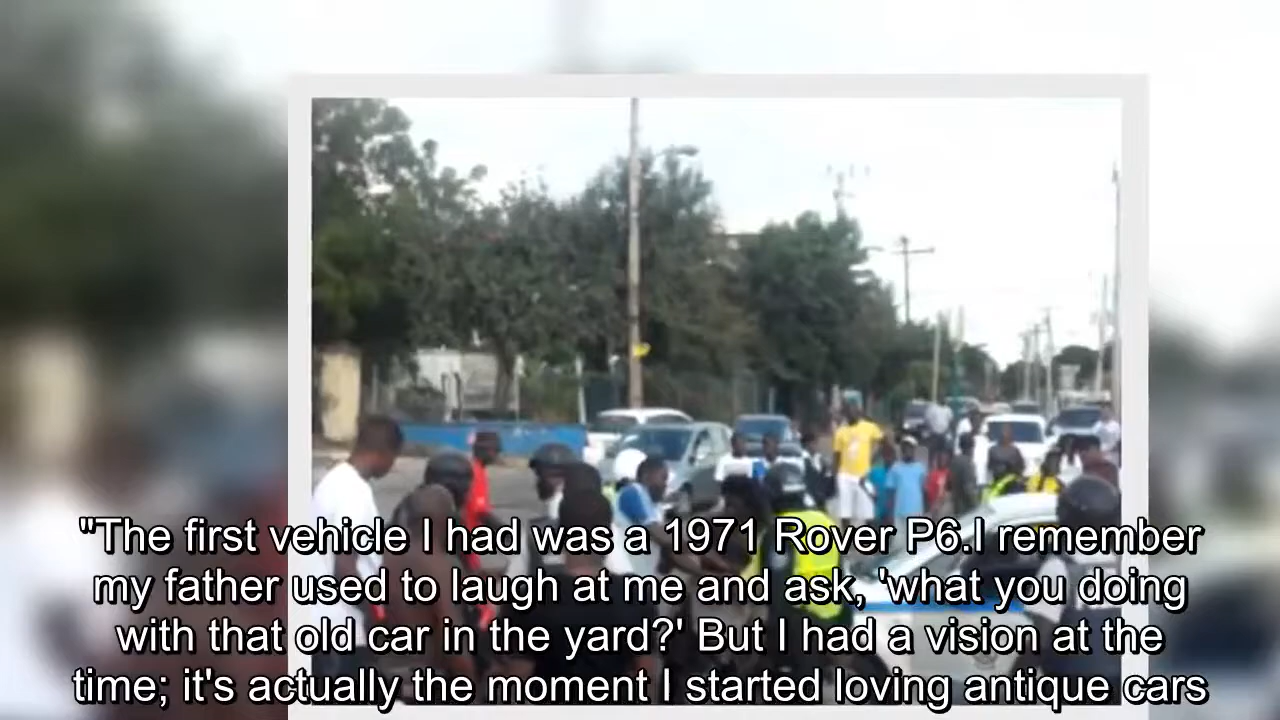 "The first vehicle I had was a 1971 Rover P6.I remember
my father used to laugh at me and ask, 'what you doing
with that old car in the yard?' But I had a vision at the
time; it's actually the moment I started loving antique cars